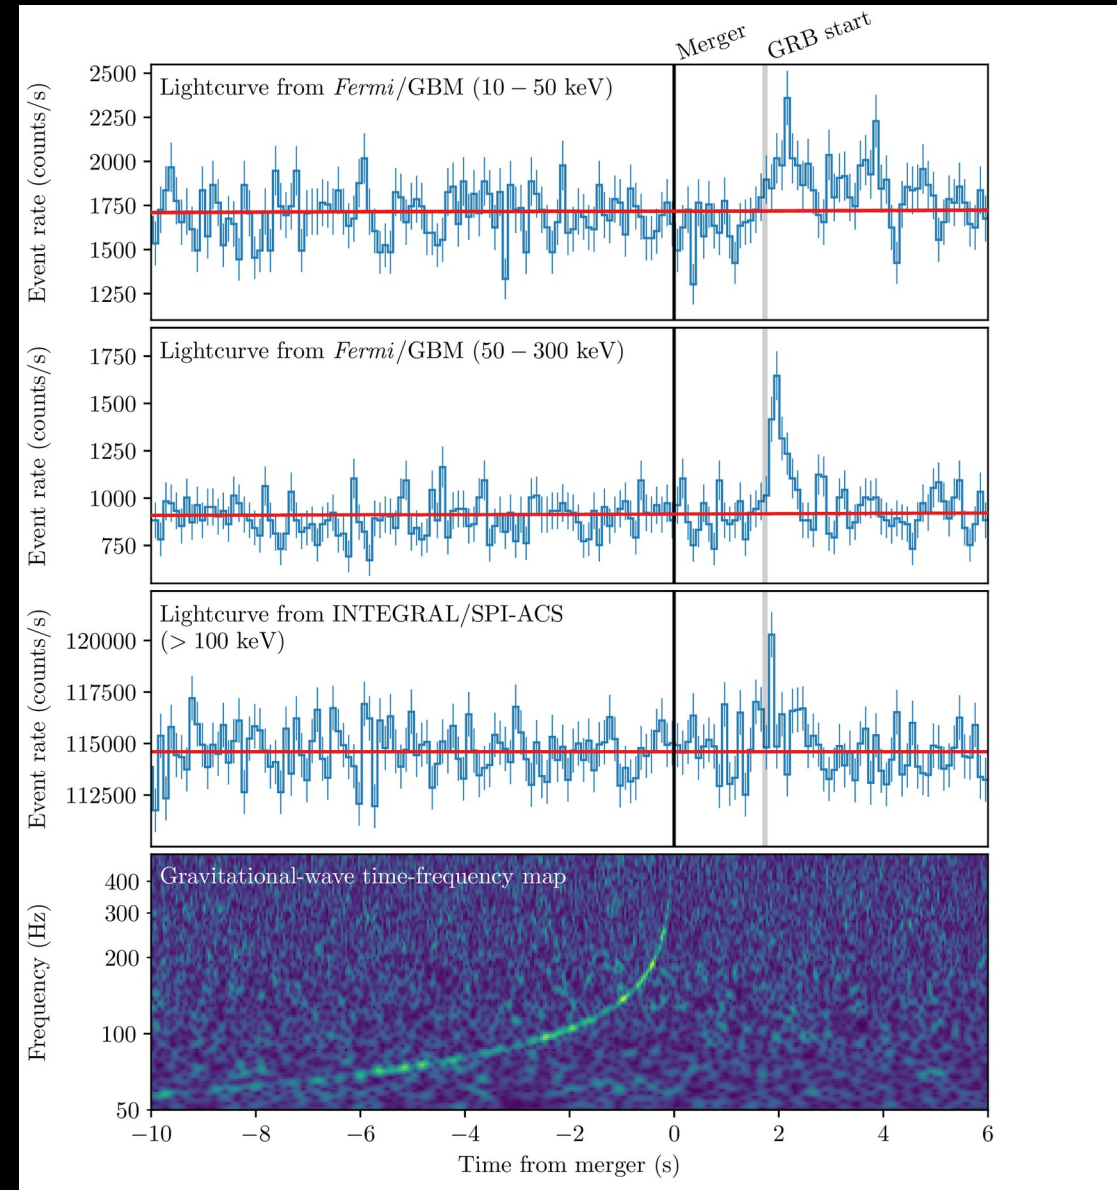 Merger
GRB start
Event rate (counts/s)
2500
2250
2000
1750
1500
1250
Lightcurve from Fermi/GBM (10 – 50 keV)
Event rate (counts/s)
1750
1500
1250
1000
750
Lightcurve from Fermi/GBM (50 – 300 keV)
Event rate (counts/s)
120000
117500
115000
112500
Lightcurve from INTEGRAL/SPI-ACS
(> 100 keV)
Frequency (Hz)
400
300
200
100
50
Gravitational-wave time-frequency map
−10 −8 −6 −4 −2 0 2 4 6
Time from merger (s)